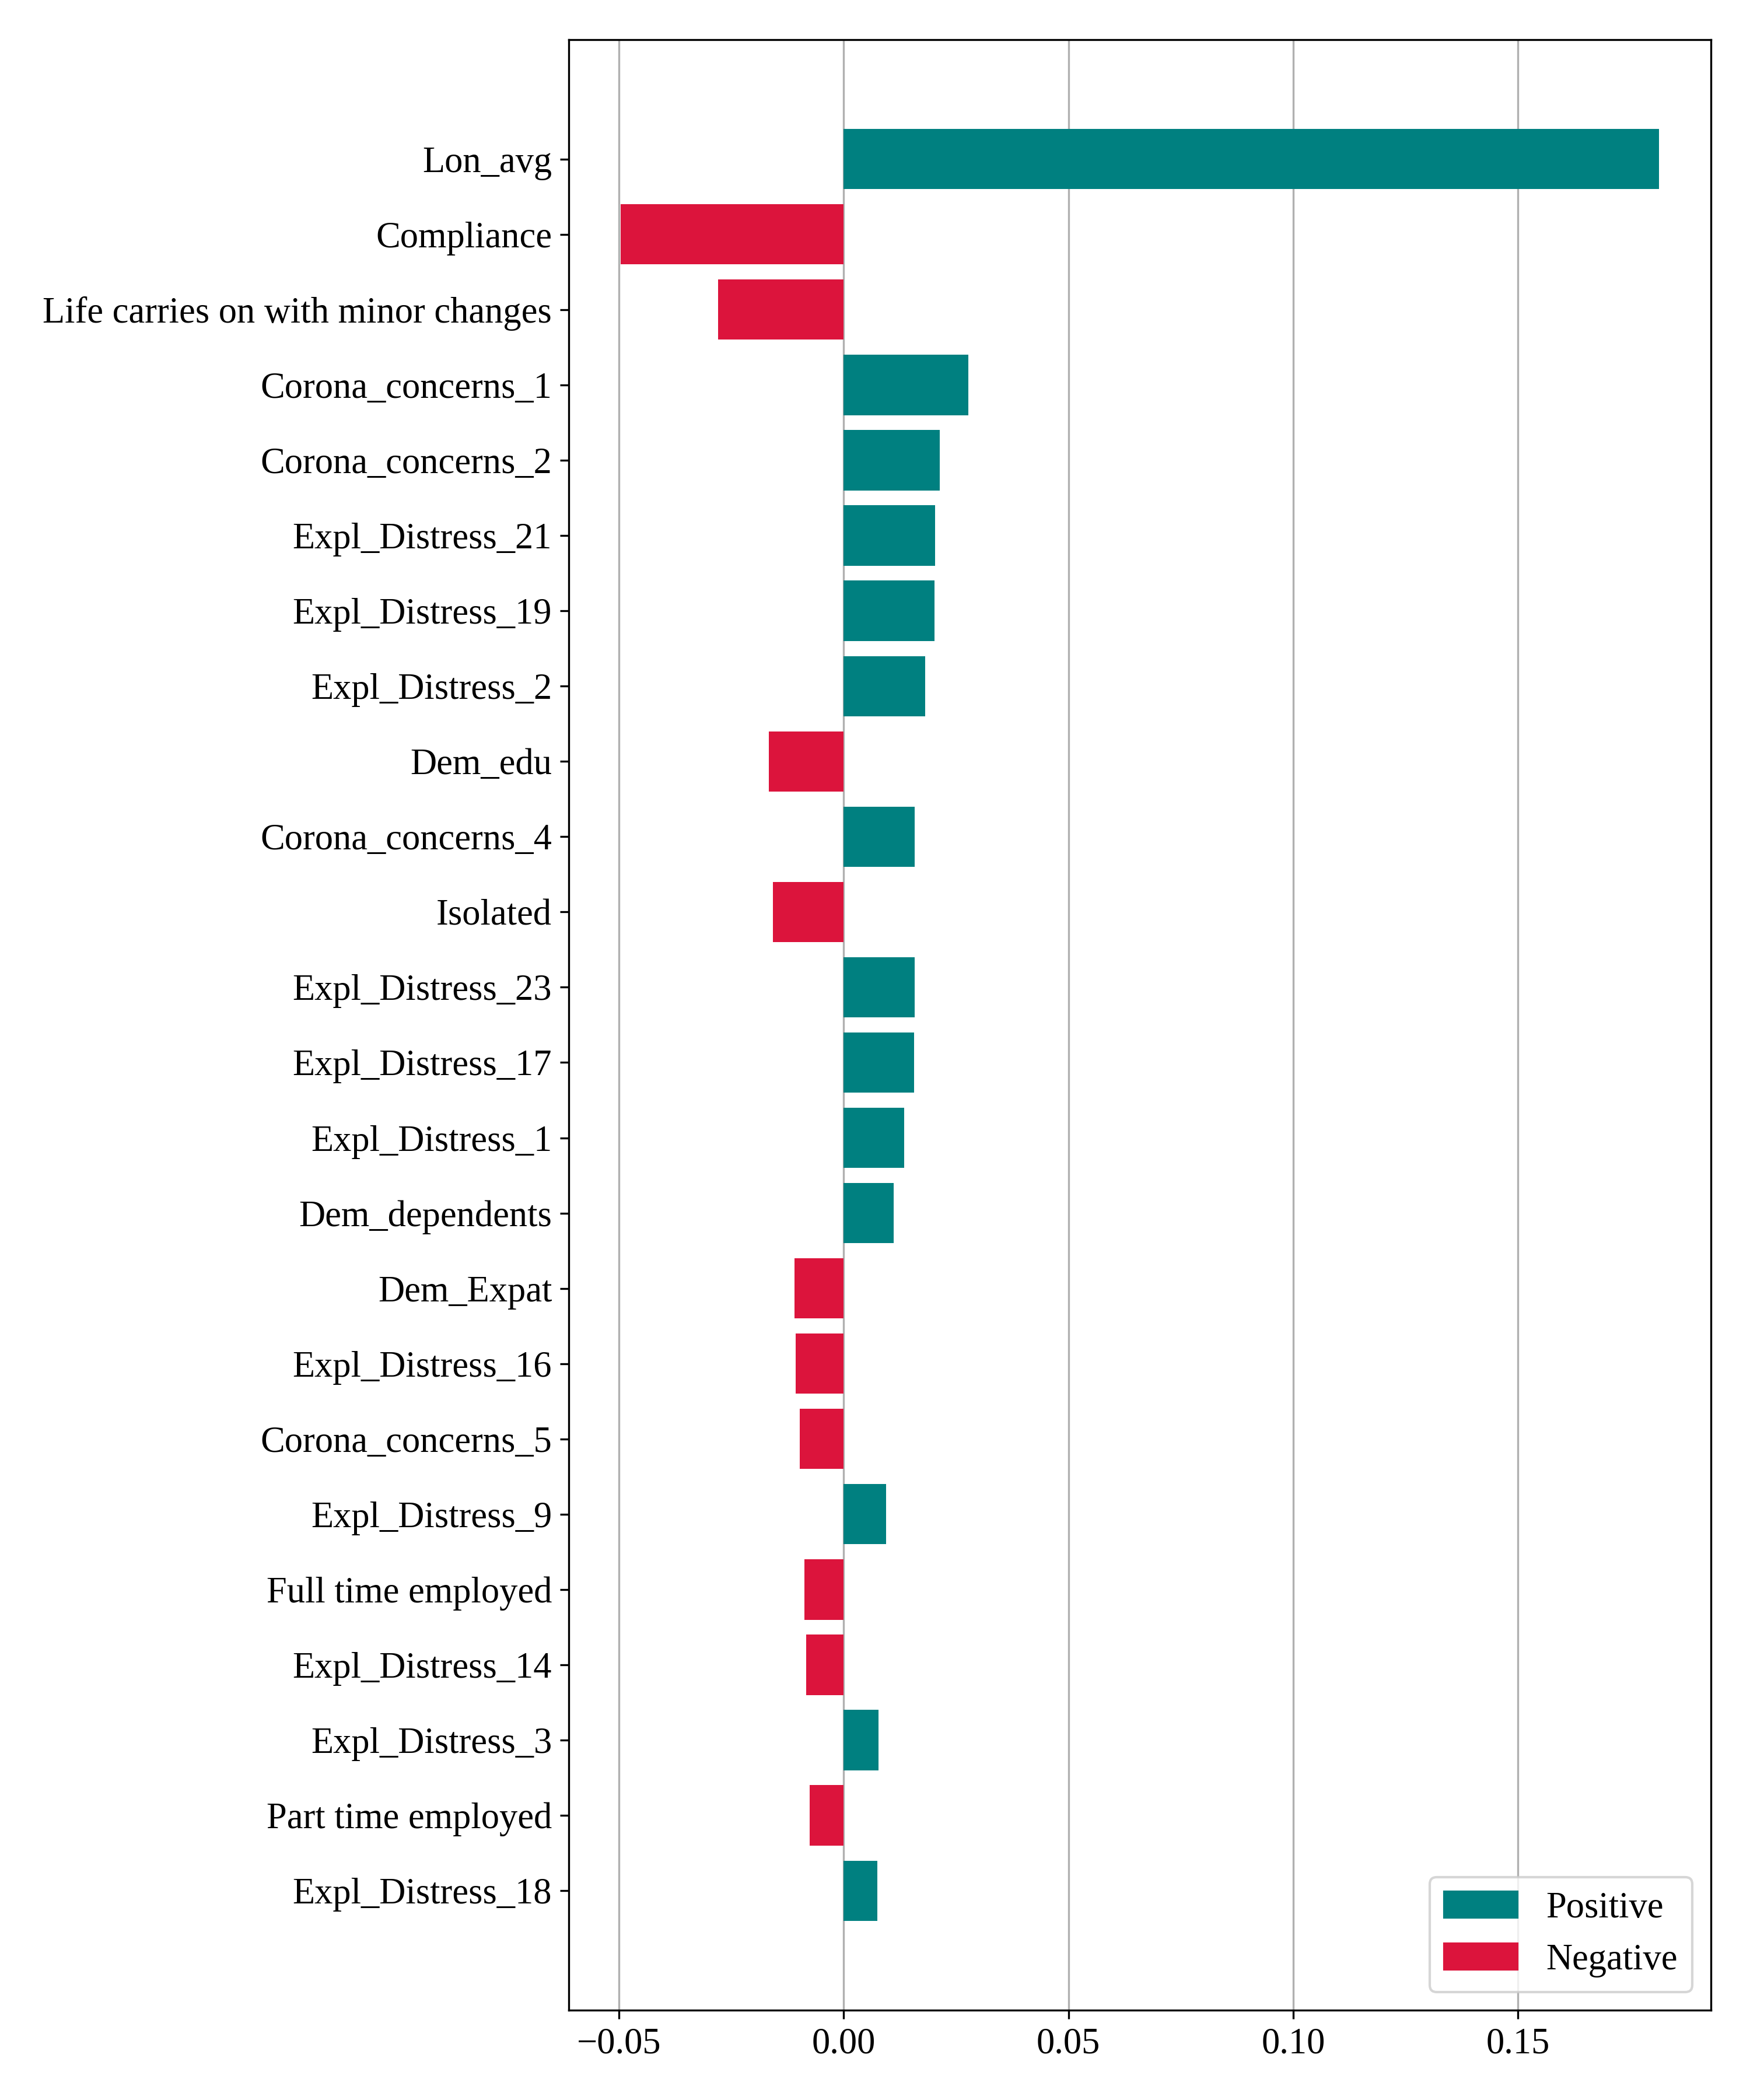 Lon_avg
Compliance
Life carries on with minor changes
Corona_concerns_1
Corona_concerns_2
Expl_Distress_21
Expl_Distress_19
Expl_Distress_2
Dem_edu
Corona_concerns_4
Isolated
Expl_Distress_23
Expl_Distress_17
Expl_Distress_1
Dem_dependents
Dem_Expat
Expl_Distress_16
Corona_concerns_5
Expl_Distress_9
Full time employed
Expl_Distress_14
Expl_Distress_3
Part time employed
Expl_Distress_18
Positive
Negative
−0.05 0.00 0.05 0.10 0.15